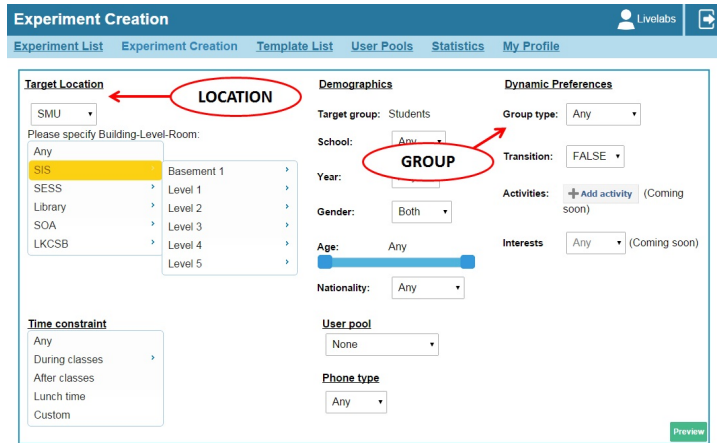 Experiment Creation
Livelabs
Experiment List Experiment Creation Template List User Pools Statistics My Profile
Target Location
LOCATION
SMU
Please specify Building-Level-Room:
Any
SIS
SESS
Library
SOA
LKCSB
Basement 1
Level 1
Level 2
Level 3
Level 4
Level 5
Demographics
Target group: Students
School: Any
GROUP
Year:
Gender: Both
Age: Any
Nationality: Any
Dynamic Preferences
Group type: Any
Transition: FALSE
Activities: +Add activity (Coming
soon)
Interests Any (Coming soon)
Time constraint
Any
During classes
After classes
Lunch time
Custom
User pool
None
Phone type
Any
Preview